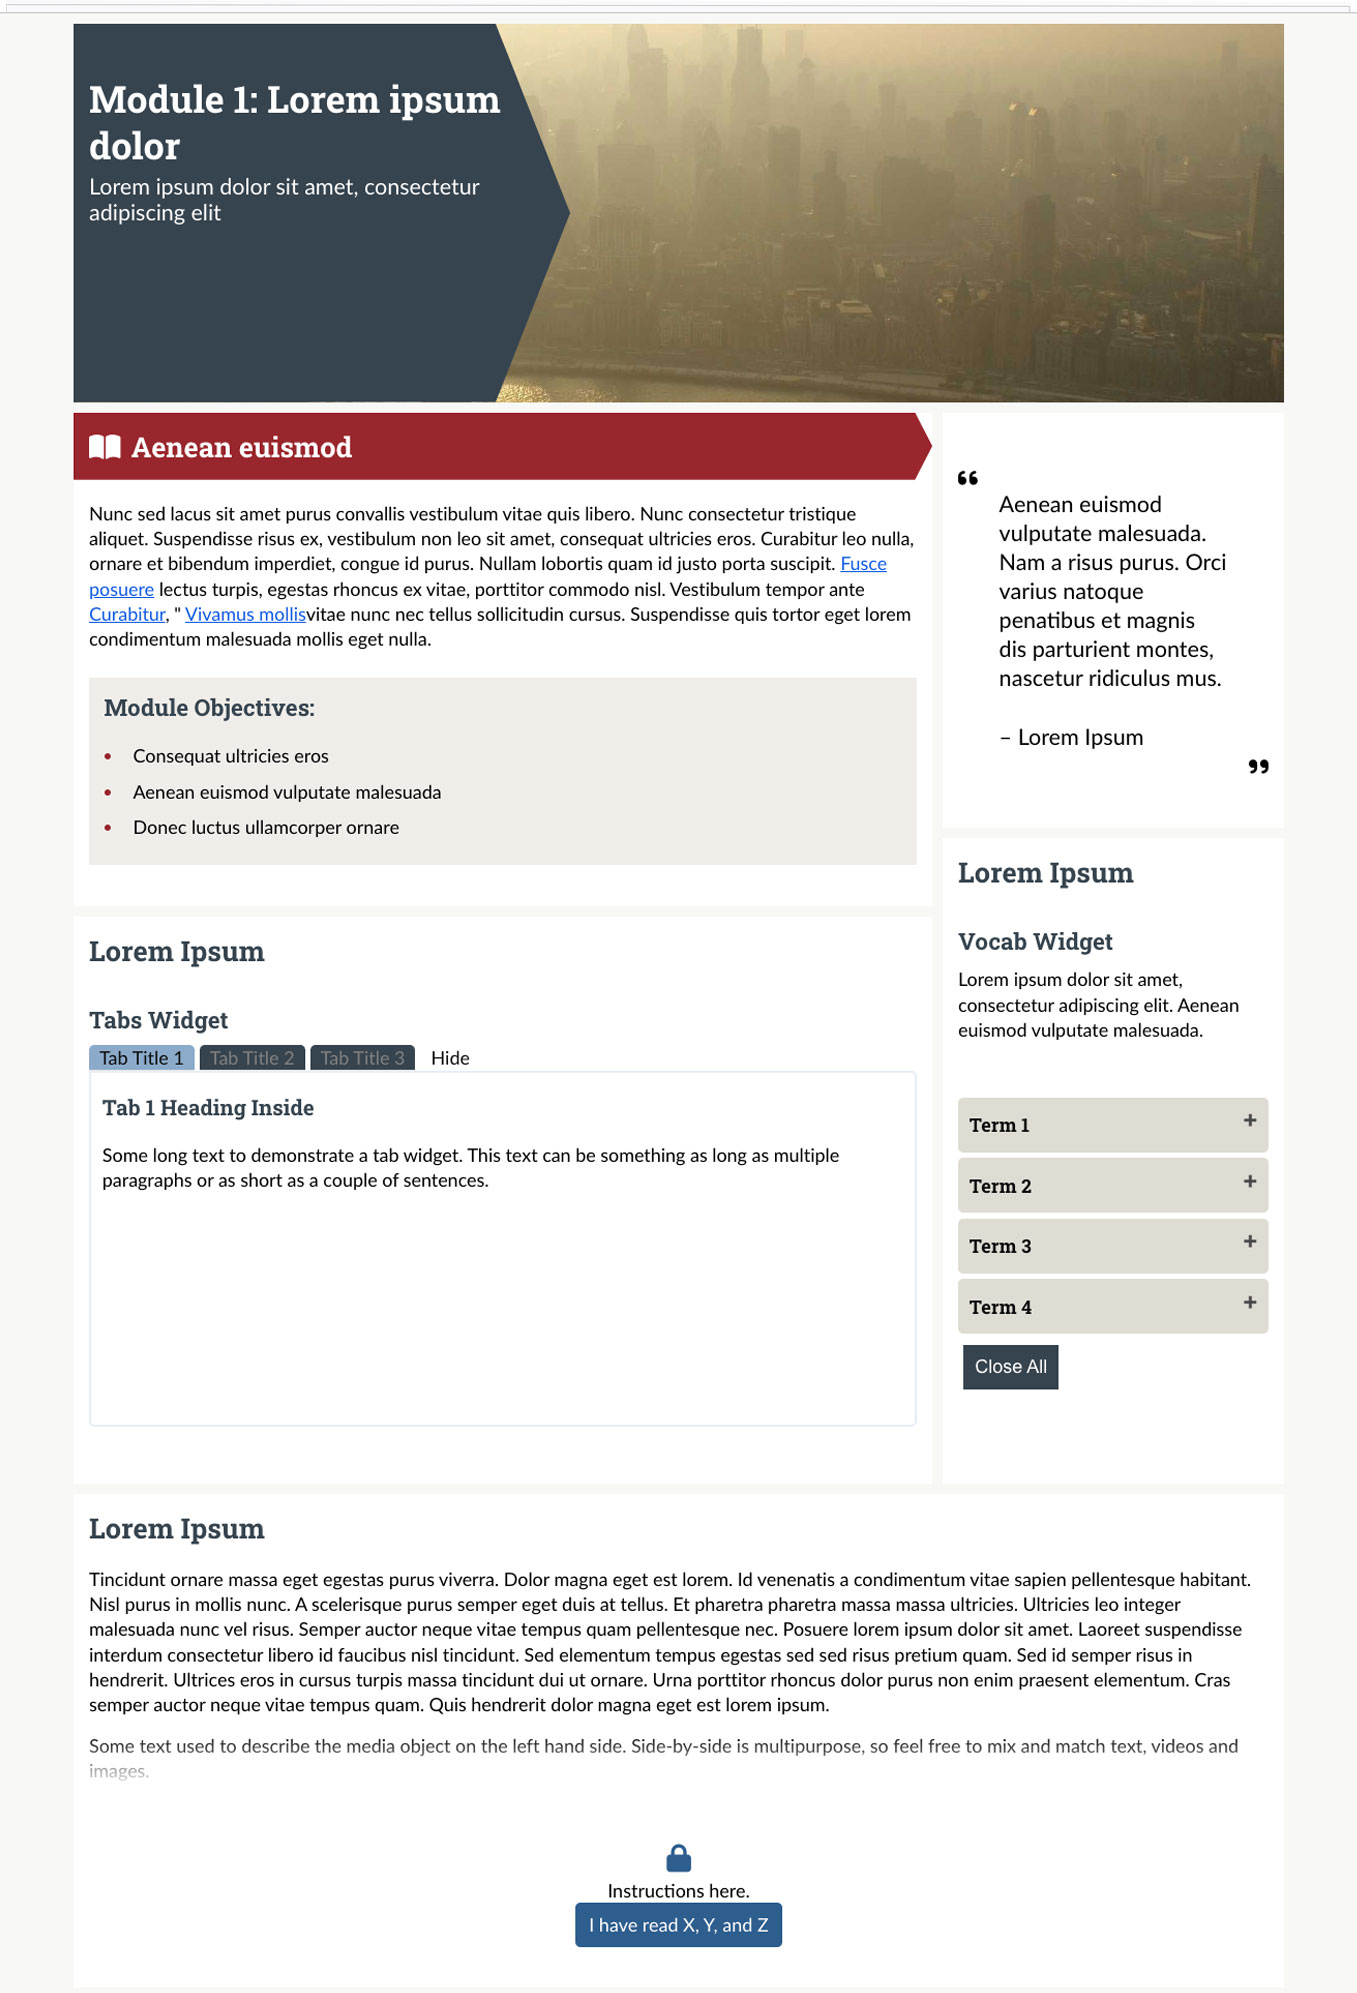 Module 1: Lorem ipsum
dolor
Lorem ipsum dolor sit amet, consectetur
adipiscing elit
Aenean euismod
Nunc sed lacus sit amet purus convallis vestibulum vitae quis libero. Nunc consectetur tristique
aliquet. Suspendisse risus ex, vestibulum non leo sit amet, consequat ultricies eros. Curabitur leo nulla,
ornare et bibendum imperdiet, congue id purus. Nullam lobortis quam id justo porta suscipit. Fusce
posuere lectus turpis, egestas rhoncus ex vitae, porttitor commodo nisl. Vestibulum tempor ante
Curabitur, " Vivamus mollisvitae nunc nec tellus sollicitudin cursus. Suspendisse quis tortor eget lorem
condimentum malesuada mollis eget nulla.
Module Objectives:
• Consequat ultricies eros
• Aenean euismod vulputate malesuada
• Donec luctus ullamcorper ornare
“
Aenean euismod
vulputate malesuada.
Nam a risus purus. Orci
varius natoque
penatibus et magnis
dis parturient montes,
nascetur ridiculus mus.
– Lorem Ipsum
”
Lorem Ipsum
Tabs Widget
Tab Title 1 Tab Title 2 Tab Title 3 Hide
Tab 1 Heading Inside
Some long text to demonstrate a tab widget. This text can be something as long as multiple
paragraphs or as short as a couple of sentences.
Lorem Ipsum
Vocab Widget
Lorem ipsum dolor sit amet,
consectetur adipiscing elit. Aenean
euismod vulputate malesuada.
Term 1 +
Term 2 +
Term 3 +
Term 4 +
Close All
Lorem Ipsum
Tincidunt ornare massa eget egestas purus viverra. Dolor magna eget est lorem. Id venenatis a condimentum vitae sapien pellentesque habitant.
Nisl purus in mollis nunc. A scelerisque purus semper eget duis at tellus. Et pharetra pharetra massa massa ultricies. Ultricies leo integer
malesuada nunc vel risus. Semper auctor neque vitae tempus quam pellentesque nec. Posuere lorem ipsum dolor sit amet. Laoreet suspendisse
interdum consectetur libero id faucibus nisl tincidunt. Sed elementum tempus egestas sed sed risus pretium quam. Sed id semper risus in
hendrerit. Ultrices eros in cursus turpis massa tincidunt dui ut ornare. Urna porttitor rhoncus dolor purus non enim praesent elementum. Cras
semper auctor neque vitae tempus quam. Quis hendrerit dolor magna eget est lorem ipsum.
Some text used to describe the media object on the left hand side. Side-by-side is multipurpose, so feel free to mix and match text, videos and
images.
Instructions here.
I have read X, Y, and Z